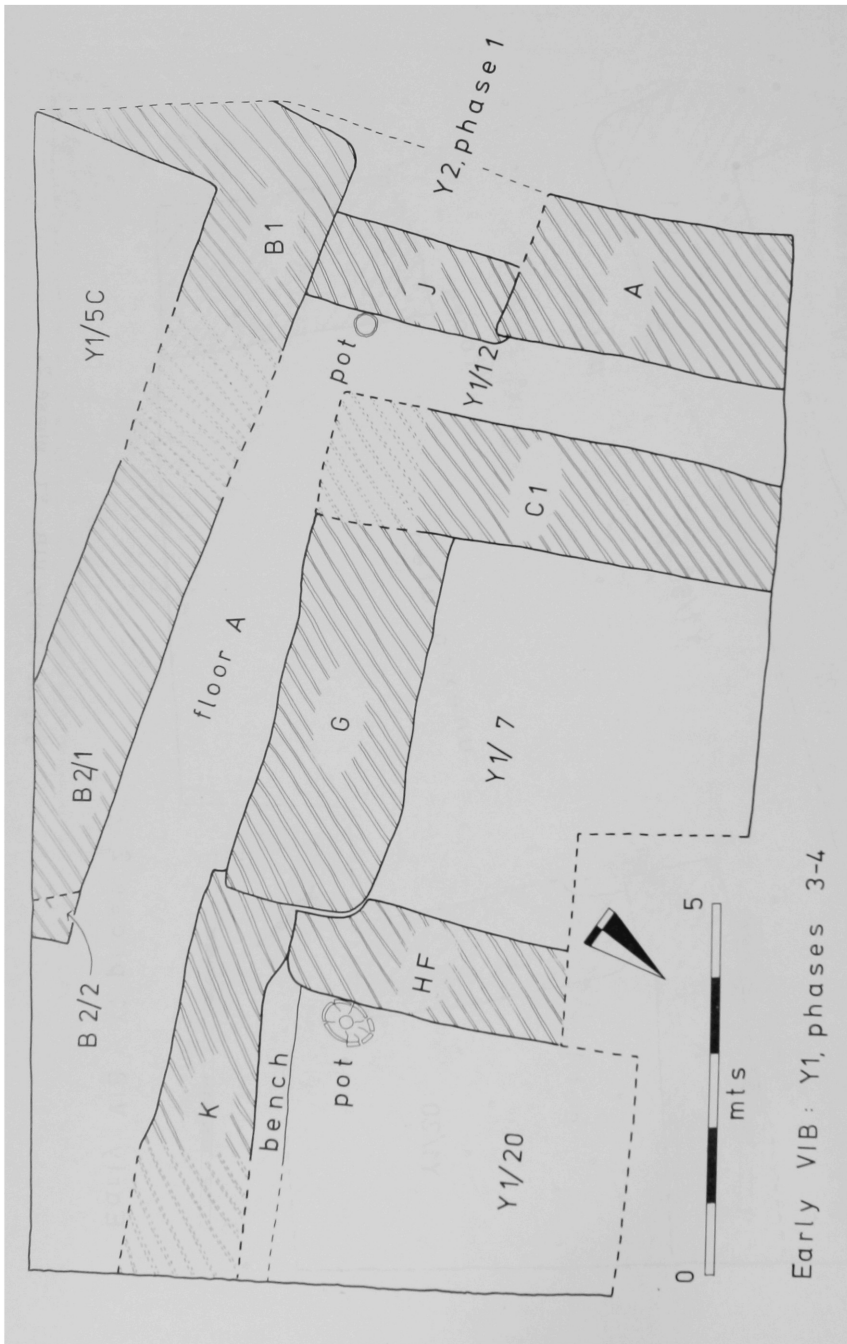 Y2, phase 1
B1
Y1/5C
J
A
pot
Y1/12
C1
floor A
G
B2/1
Y1/7
B2/2
HF
K
bench
pot
Y1/20
0
5
mts
Early VIB: Y1, phases 3-4